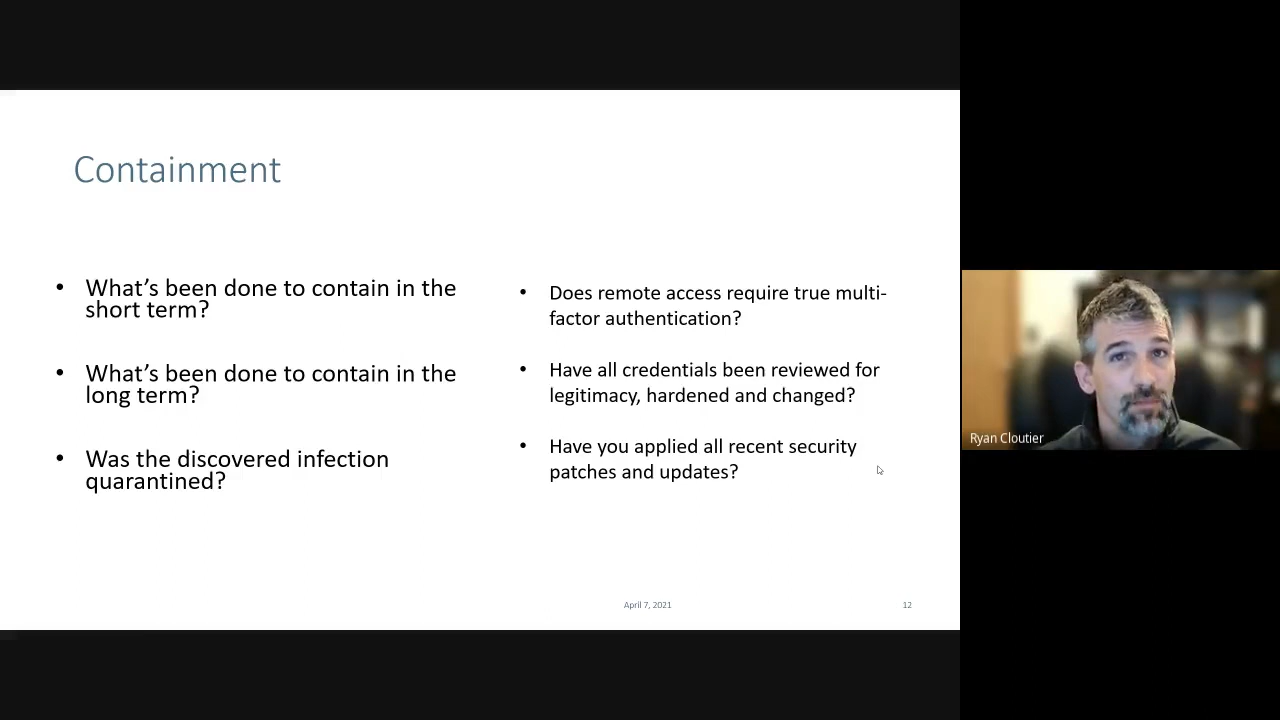 Containment
• What’s been done to contain in the
short term?
• What’s been done to contain in the
long term?
• Was the discovered infection
quarantined?
• Does remote access require true multi-
factor authentication?
• Have all credentials been reviewed for
legitimacy, hardened and changed?
• Have you applied all recent security
patches and updates?
April 7, 2021
12
Ryan Cloutier